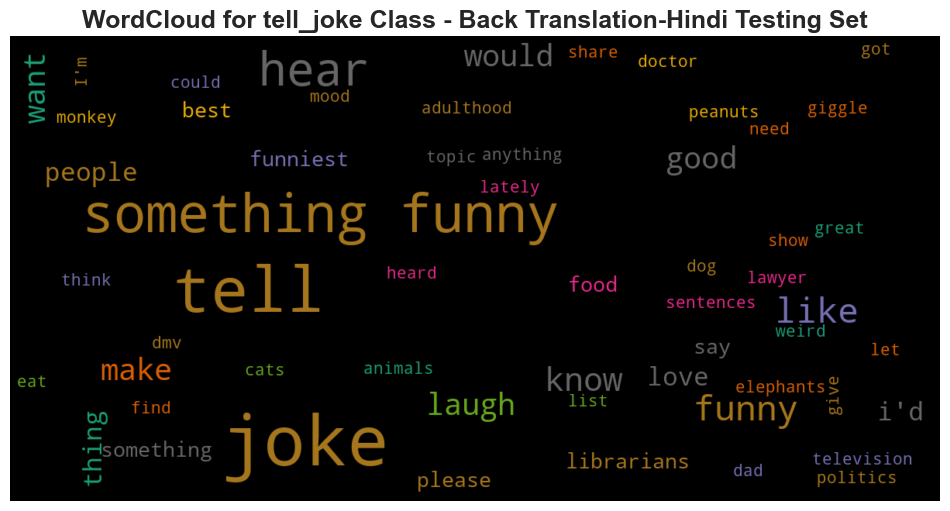 WordCloud for tell_joke Class - Back Translation-Hindi Testing Set
want
I'm
could
hear
would
share
doctor
got
monkey
best
mood
adulthood
peanuts
giggle
need
people
funniest
topic
anything
good
lately
something funny
great
show
think
tell
heard
food
dog
lawyer
sentences
like
weird
dmv
say
let
eat
make
cats
animals
know
love
elephants
give
find
laugh
list
funny
i'd
thing
something
joke
please
librarians
dad
television
politics